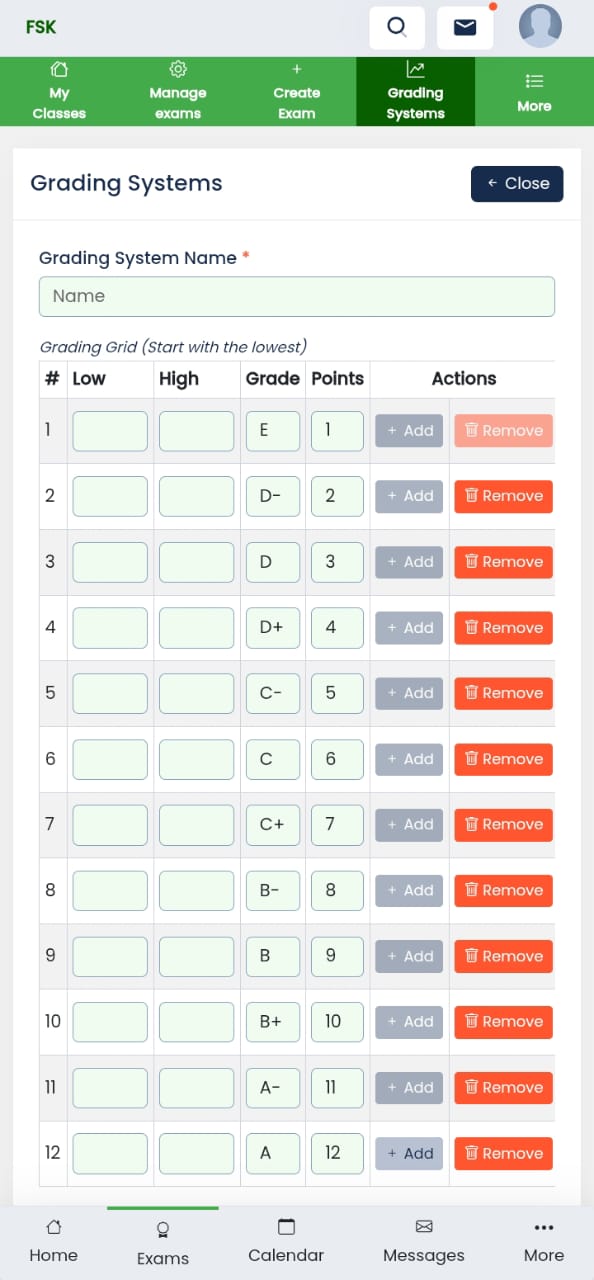 FSK
My Classes
Manage exams
+ Create Exam
Grading Systems
More
Grading Systems
← Close
Grading System Name *
Name
Grading Grid (Start with the lowest)
# Low High Grade Points Actions
1 E 1 + Add Remove
2 D- 2 + Add Remove
3 D 3 + Add Remove
4 D+ 4 + Add Remove
5 C- 5 + Add Remove
6 C 6 + Add Remove
7 C+ 7 + Add Remove
8 B- 8 + Add Remove
9 B 9 + Add Remove
10 B+ 10 + Add Remove
11 A- 11 + Add Remove
12 A 12 + Add Remove
Home Exams Calendar Messages More